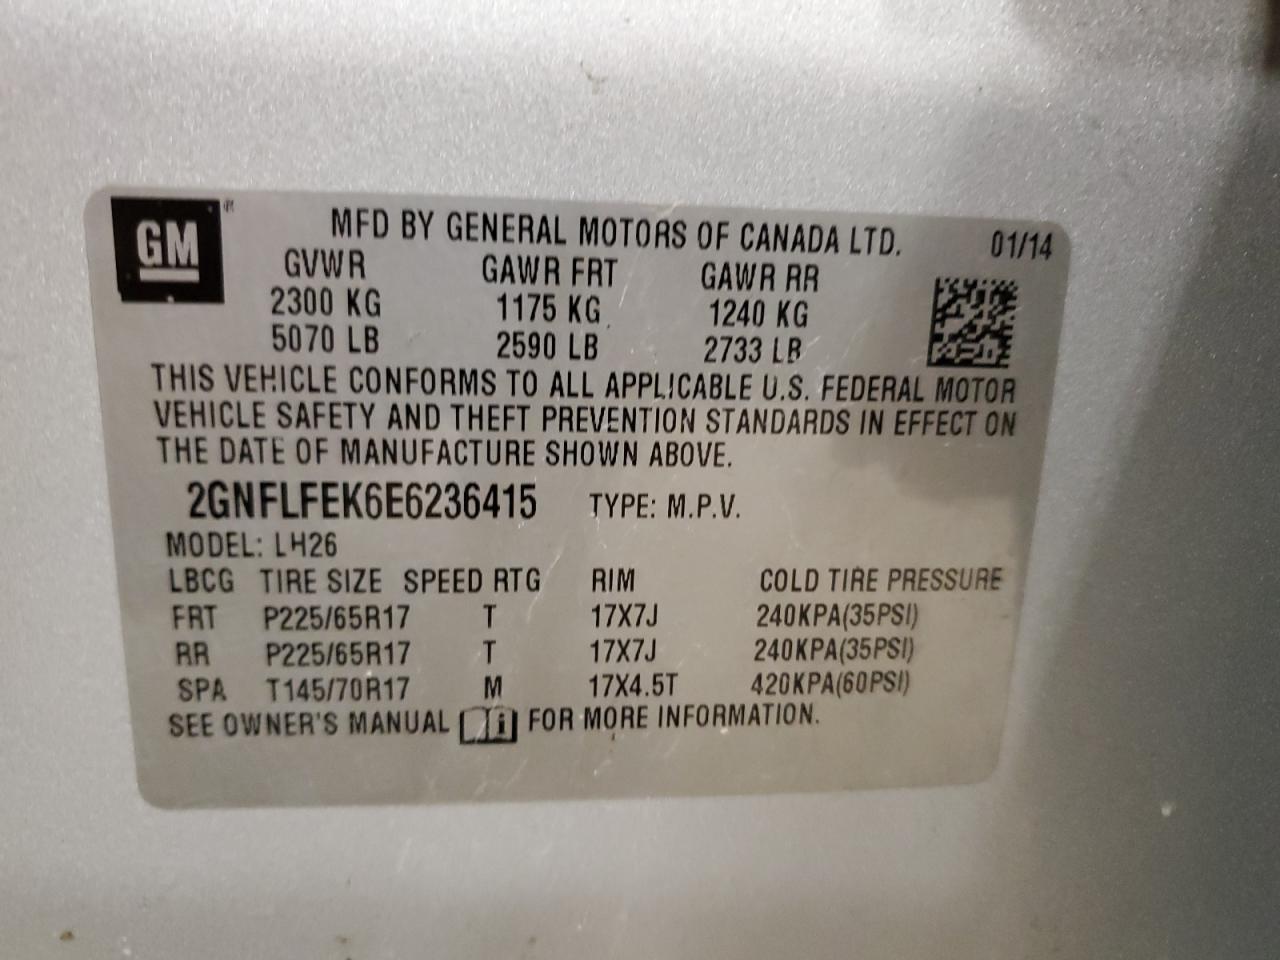 GM®
MFD BY GENERAL MOTORS OF CANADA LTD. 01/14
GVWR GAWR FRT GAWR RR
2300 KG 1175 KG 1240 KG
5070 LB 2590 LB 2733 LB
THIS VEHICLE CONFORMS TO ALL APPLICABLE U.S. FEDERAL MOTOR
VEHICLE SAFETY AND THEFT PREVENTION STANDARDS IN EFFECT ON
THE DATE OF MANUFACTURE SHOWN ABOVE.
2GNFLFEK6E6236415 TYPE: M.P.V.
MODEL: LH26
LBCG TIRE SIZE SPEED RTG RIM COLD TIRE PRESSURE
FRT P225/65R17 T 17X7J 240KPA(35PSI)
RR P225/65R17 T 17X7J 240KPA(35PSI)
SPA T145/70R17 M 17X4.5T 420KPA(60PSI)
SEE OWNER'S MANUAL i FOR MORE INFORMATION.